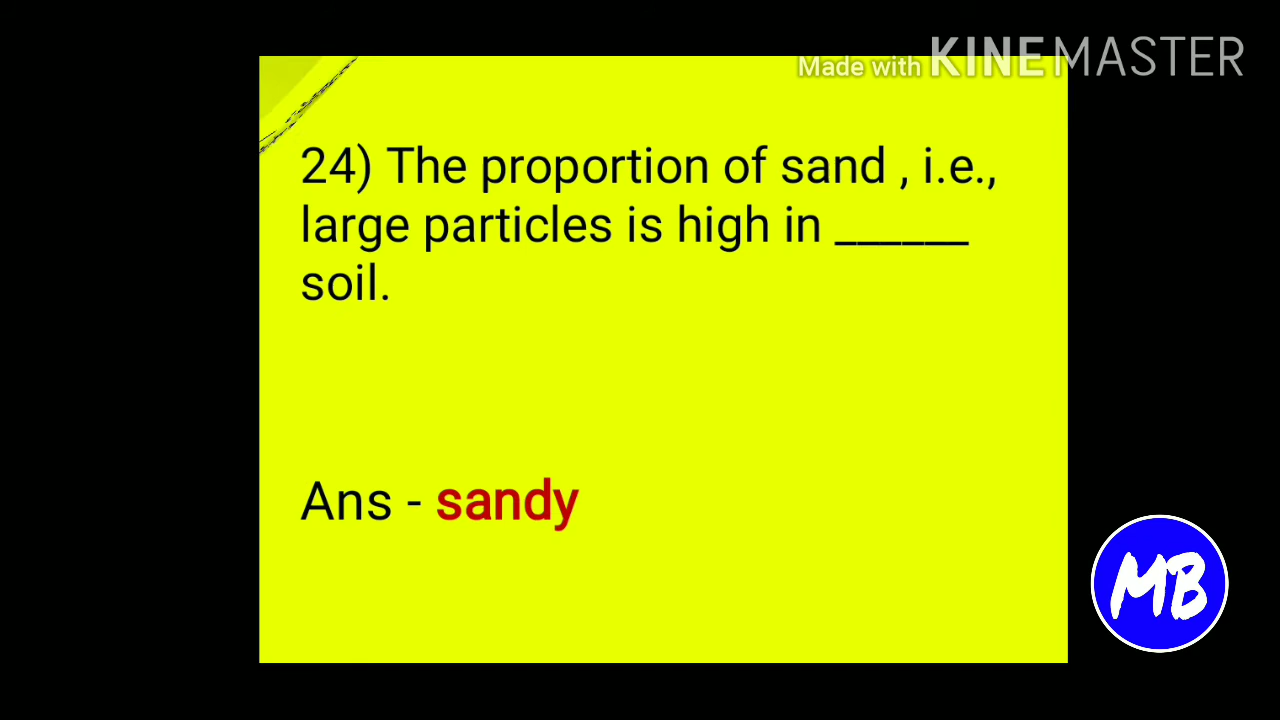 Made with KINEMASTER
24) The proportion of sand , i.e.,
large particles is high in ______
soil.
Ans - sandy
MB